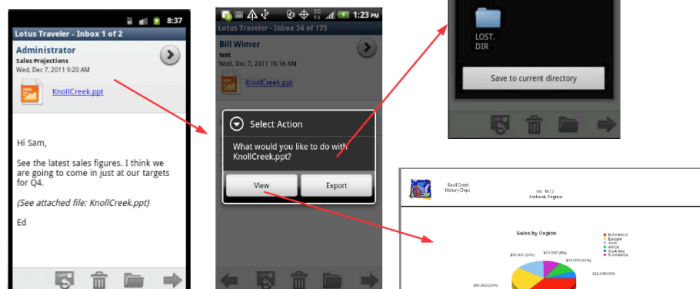 8:37
Lotus Traveler - Inbox 1 of 2
Administrator
Sales Projections
Wed, Dec 7, 2011 9:20 AM
KnollCreek.ppt
Hi Sam,
See the latest sales figures. I think we
are going to come in just at our targets
for Q4.
(See attached file: KnollCreek.ppt)
Ed
1:23 PM
Lotus Traveler - Inbox 34 of 175
Bill Wimer
test
Wed, Dec 7, 2011 10:16 AM
KnollCreek.ppt
Select Action
What would you like to do with
KnollCreek.ppt?
View
Export
LOST.
DIR
Save to current directory
Knoll Creek
Sales by Region